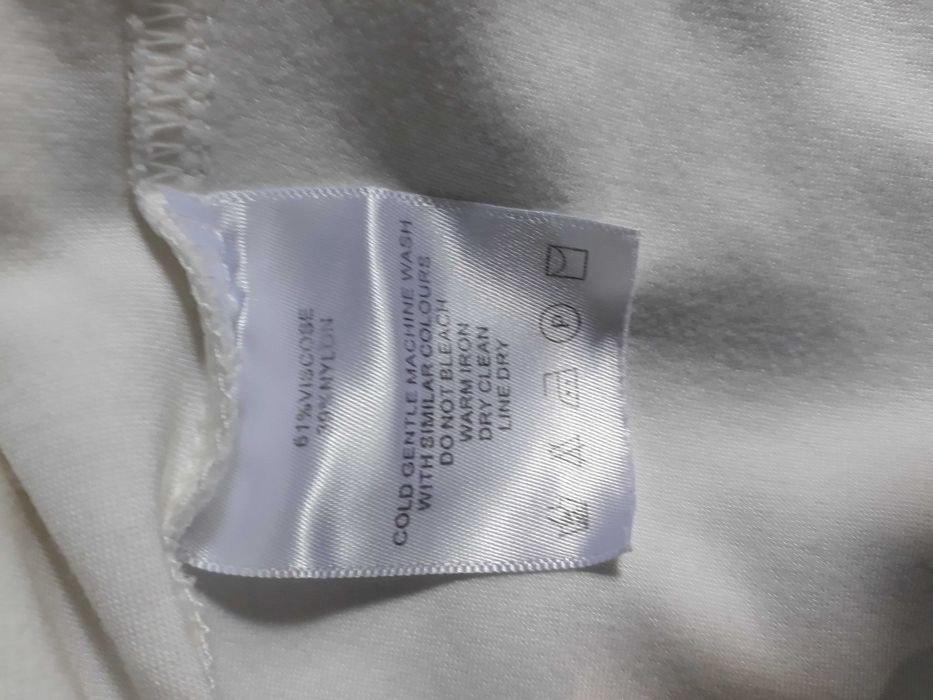 61%VISCOSE
39%NYLON
COLD GENTLE MACHINE WASH
WITH SIMILAR COLOURS
DO NOT BLEACH
WARM IRON
DRY CLEAN
LINE DRY
P